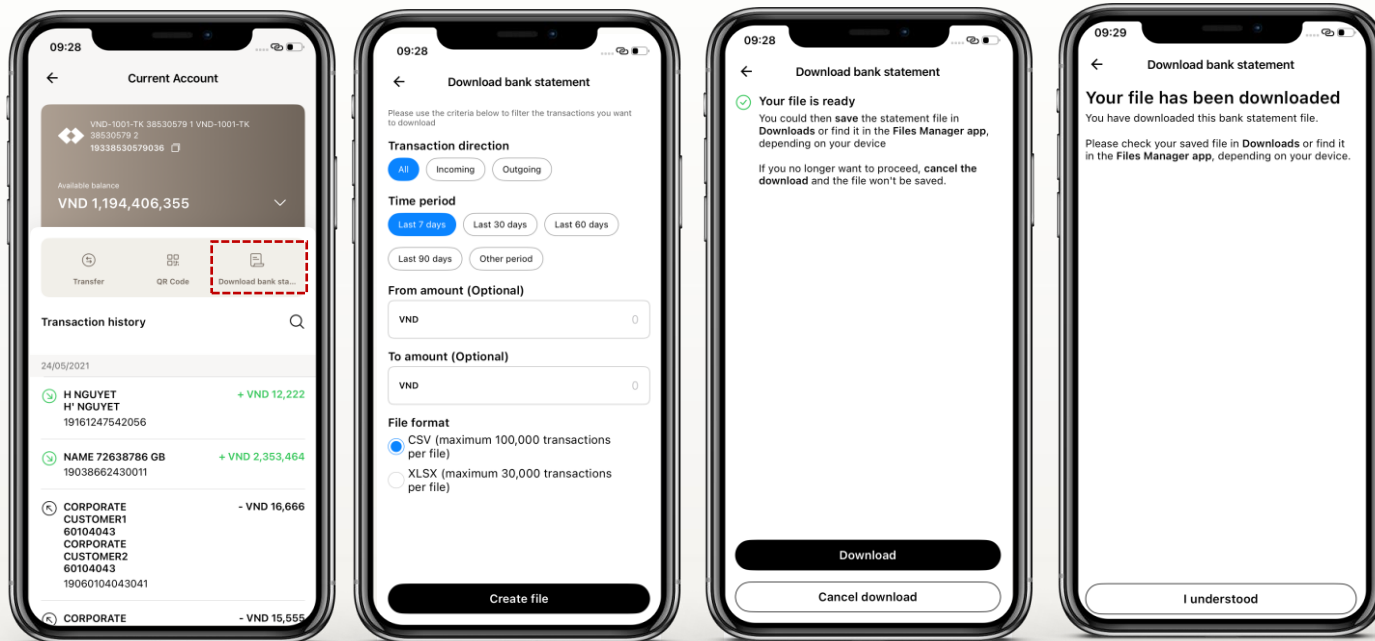 09:28
Current Account
VND-1001-TK 38530579 1 VND-1001-TK
38530579 2
19338530579036
Available balance
VND 1,194,406,355
Transfer
QR Code
Download bank sta...
Transaction history
24/05/2021
H NGUYET + VND 12,222
H' NGUYET
19161247542056
NAME 72638786 GB + VND 2,353,464
19038662430011
CORPORATE - VND 16,666
CUSTOMER1
60104043
CORPORATE
CUSTOMER2
60104043
19060104043041
CORPORATE - VND 15,555
09:28
Download bank statement
Please use the criteria below to filter the transactions you want
to download
Transaction direction
All Incoming Outgoing
Time period
Last 7 days Last 30 days Last 60 days
Last 90 days Other period
From amount (Optional)
VND 0
To amount (Optional)
VND 0
File format
CSV (maximum 100,000 transactions
per file)
XLSX (maximum 30,000 transactions
per file)
Create file
09:28
Download bank statement
Your file is ready
You could then save the statement file in
Downloads or find it in the Files Manager app,
depending on your device
If you no longer want to proceed, cancel the
download and the file won't be saved.
Download
Cancel download
09:29
Download bank statement
Your file has been downloaded
You have downloaded this bank statement file.
Please check your saved file in Downloads or find it
in the Files Manager app, depending on your device.
I understood